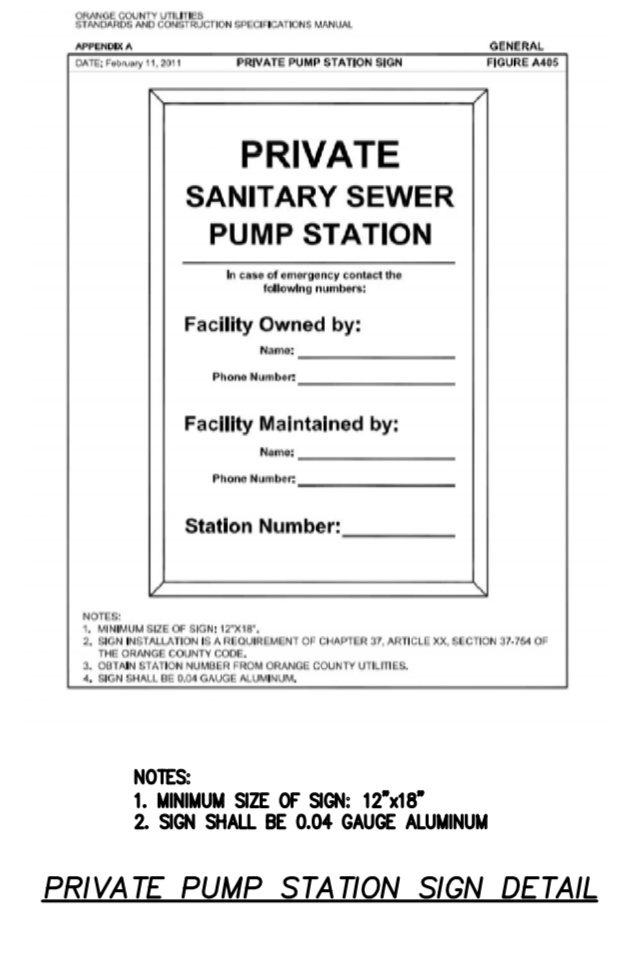 ORANGE COUNTY UTILITIES
STANDARDS AND CONSTRUCTION SPECIFICATIONS MANUAL
APPENDIX A GENERAL
DATE: February 11, 2011 PRIVATE PUMP STATION SIGN FIGURE A405
PRIVATE
SANITARY SEWER
PUMP STATION
In case of emergency contact the
following numbers:
Facility Owned by:
Name:
Phone Number:
Facility Maintained by:
Name:
Phone Number:
Station Number:
NOTES:
1. MINIMUM SIZE OF SIGN: 12"X18".
2. SIGN INSTALLATION IS A REQUIREMENT OF CHAPTER 37, ARTICLE XX, SECTION 37-754 OF
THE ORANGE COUNTY CODE.
3. OBTAIN STATION NUMBER FROM ORANGE COUNTY UTILITIES.
4. SIGN SHALL BE 0.04 GAUGE ALUMINUM.
NOTES:
1. MINIMUM SIZE OF SIGN: 12"x18"
2. SIGN SHALL BE 0.04 GAUGE ALUMINUM
PRIVATE PUMP STATION SIGN DETAIL